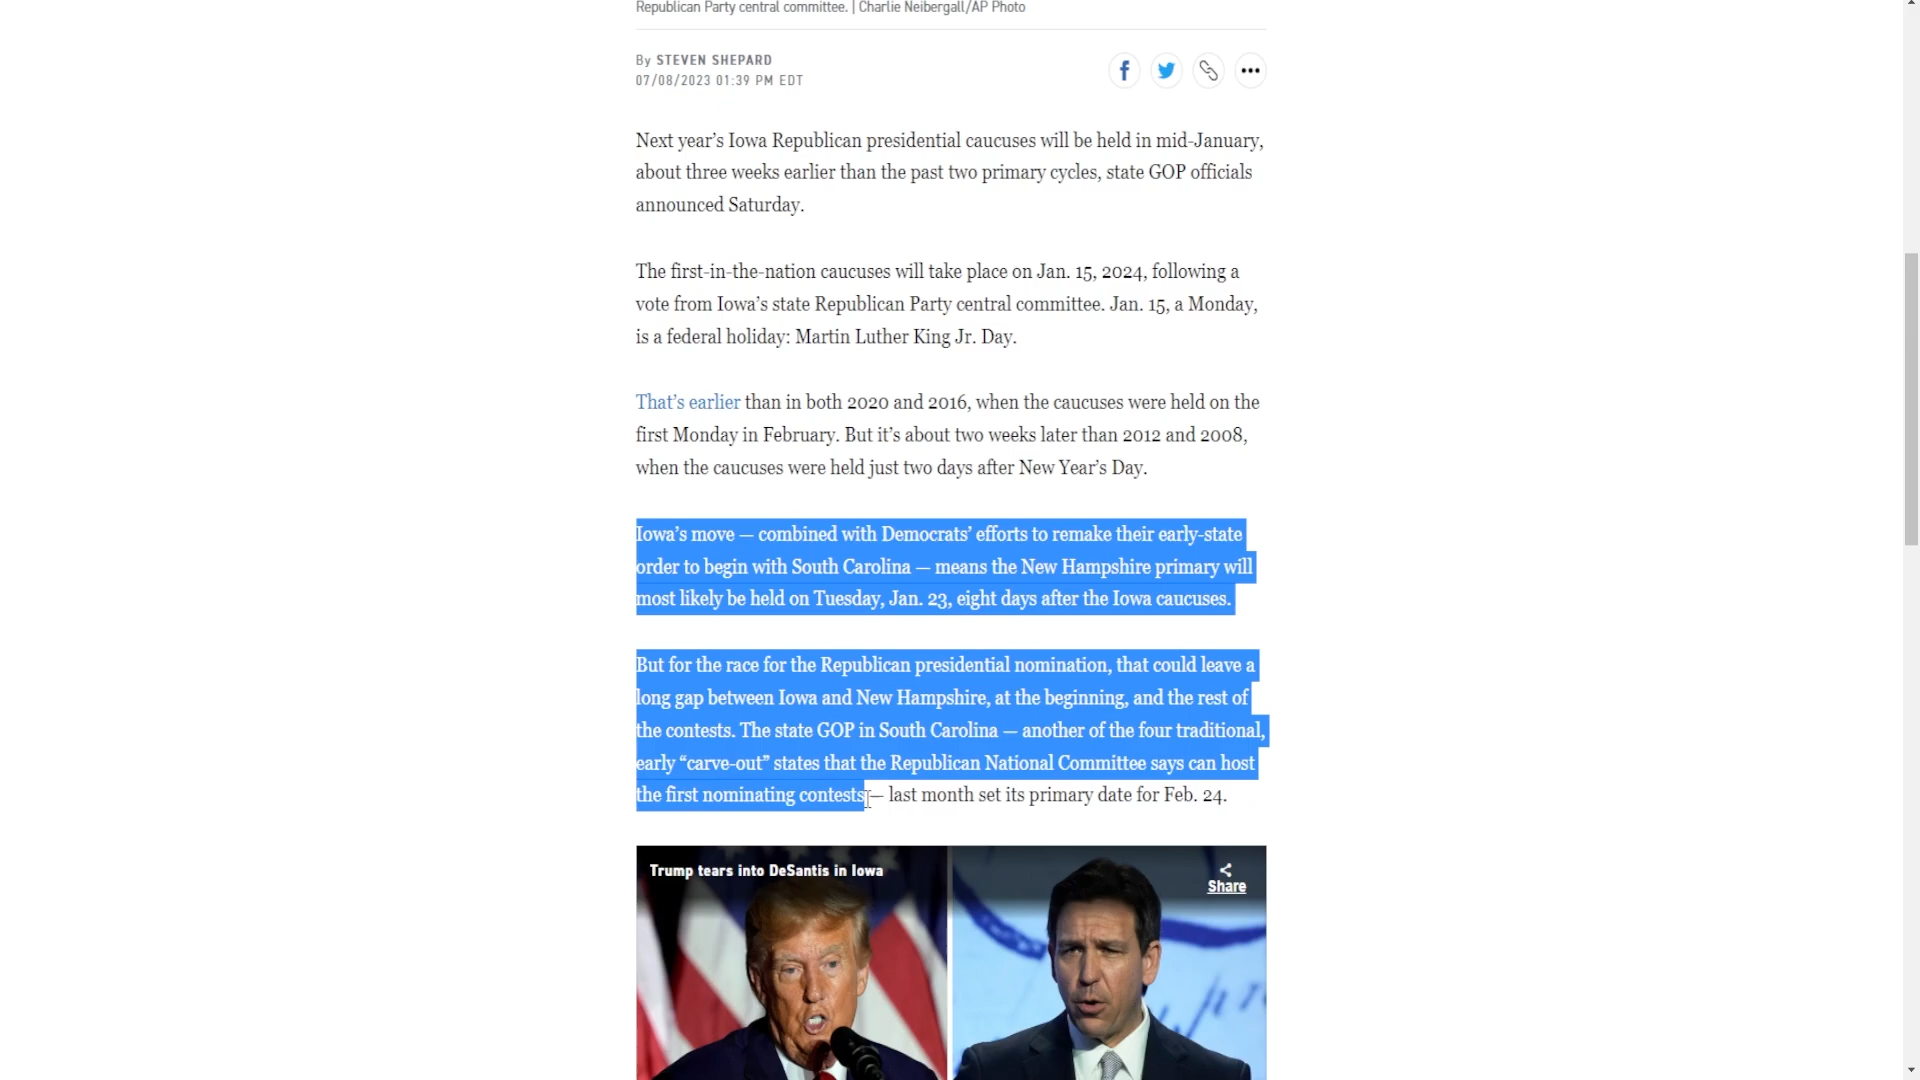 Republican Party central committee. | Charlie Neibergall/AP Photo
By STEVEN SHEPARD
07/08/2023 01:39 PM EDT
Next year’s Iowa Republican presidential caucuses will be held in mid-January,
about three weeks earlier than the past two primary cycles, state GOP officials
announced Saturday.
The first-in-the-nation caucuses will take place on Jan. 15, 2024, following a
vote from Iowa’s state Republican Party central committee. Jan. 15, a Monday,
is a federal holiday: Martin Luther King Jr. Day.
That’s earlier than in both 2020 and 2016, when the caucuses were held on the
first Monday in February. But it’s about two weeks later than 2012 and 2008,
when the caucuses were held just two days after New Year’s Day.
Iowa’s move — combined with Democrats’ efforts to remake their early-state
order to begin with South Carolina — means the New Hampshire primary will
most likely be held on Tuesday, Jan. 23, eight days after the Iowa caucuses.
But for the race for the Republican presidential nomination, that could leave a
long gap between Iowa and New Hampshire, at the beginning, and the rest of
the contests. The state GOP in South Carolina — another of the four traditional,
early “carve-out” states that the Republican National Committee says can host
the first nominating contests — last month set its primary date for Feb. 24.
Trump tears into DeSantis in Iowa
Share